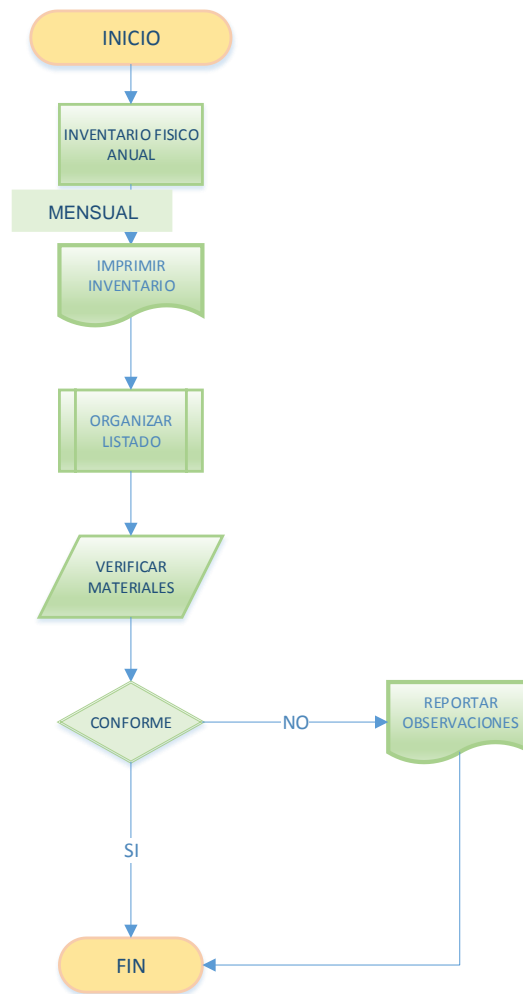 INICIO
INVENTARIO FISICO
ANUAL
MENSUAL
IMPRIMIR
INVENTARIO
ORGANIZAR
LISTADO
VERIFICAR
MATERIALES
CONFORME
NO
REPORTAR
OBSERVACIONES
SI
FIN